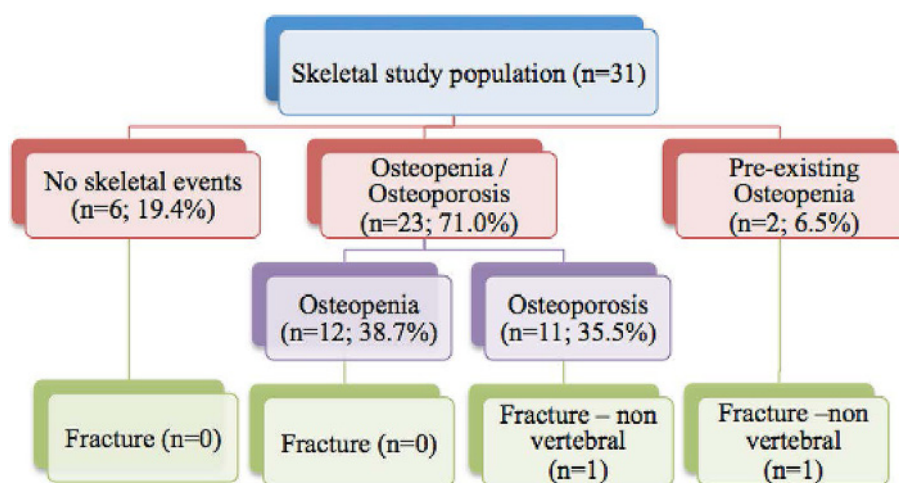 Skeletal study population (n=31)
No skeletal events
(n=6; 19.4%)
Osteopenia /
Osteoporosis
(n=23; 71.0%)
Pre-existing
Osteopenia
(n=2; 6.5%)
Osteopenia
(n=12; 38.7%)
Osteoporosis
(n=11; 35.5%)
Fracture (n=0)
Fracture (n=0)
Fracture – non
vertebral
(n=1)
Fracture –non
vertebral
(n=1)